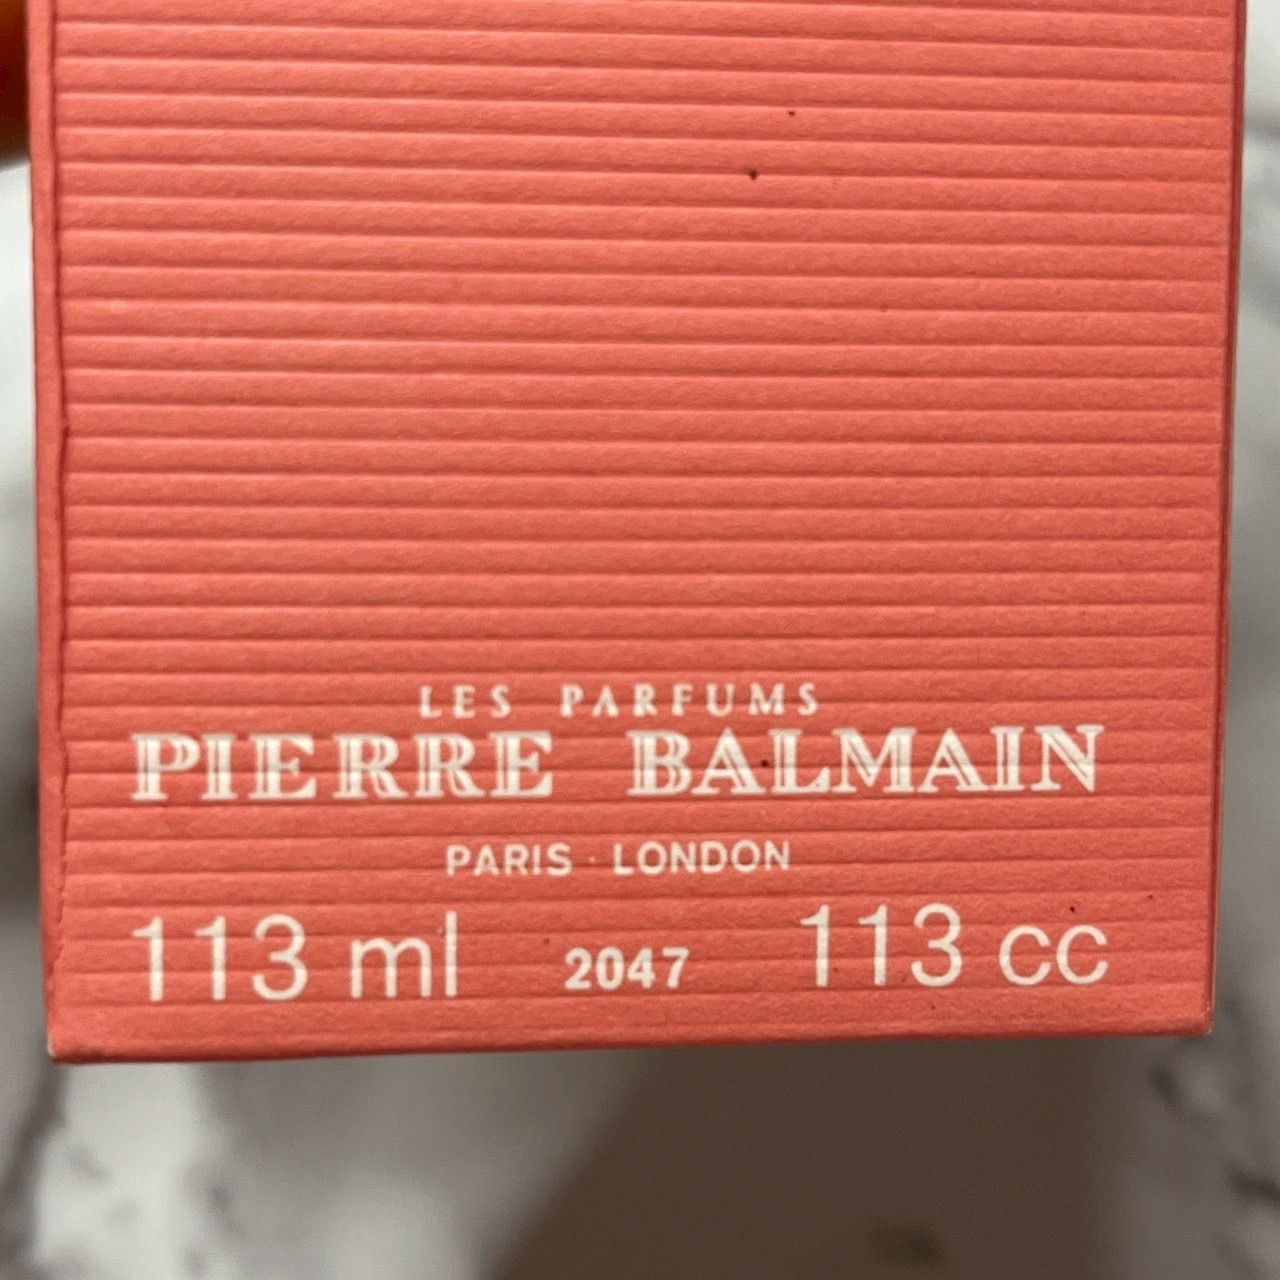 LES PARFUMS
PIERRE BALMAIN
PARIS · LONDON
113 ml 2047 113 cc